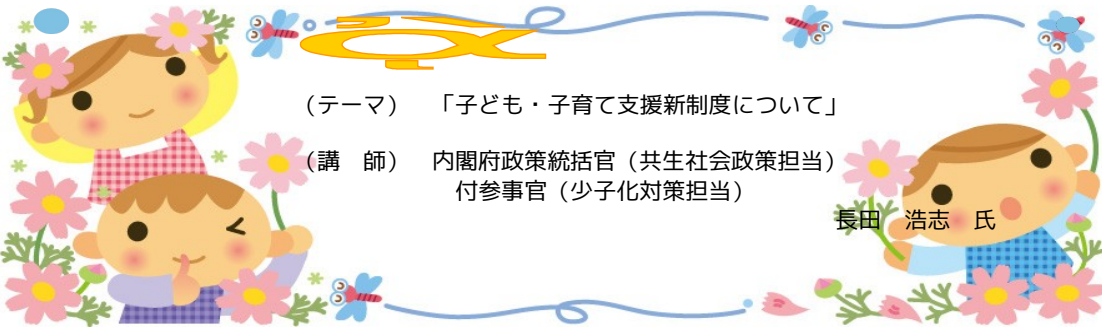 （テーマ）　「子ども・子育て支援新制度について」
（講　師）　内閣府政策統括官（共生社会政策担当）
付参事官（少子化対策担当）
長田　浩志　氏